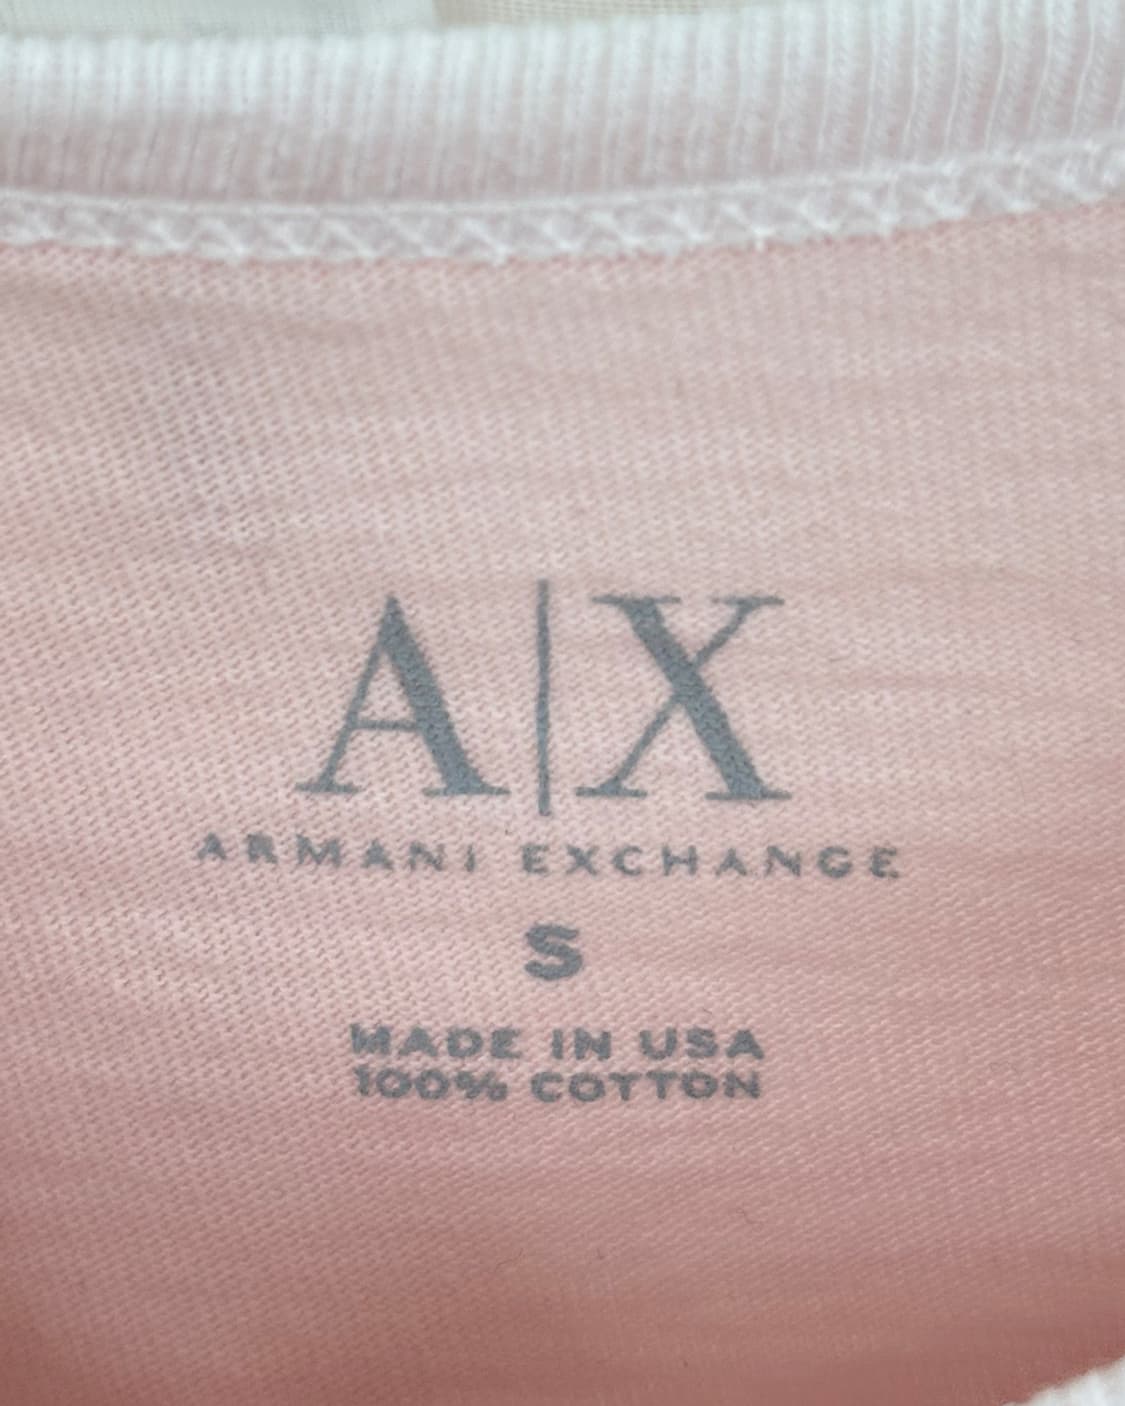 A|X
ARMANI EXCHANGE
S
MADE IN USA
100% COTTON